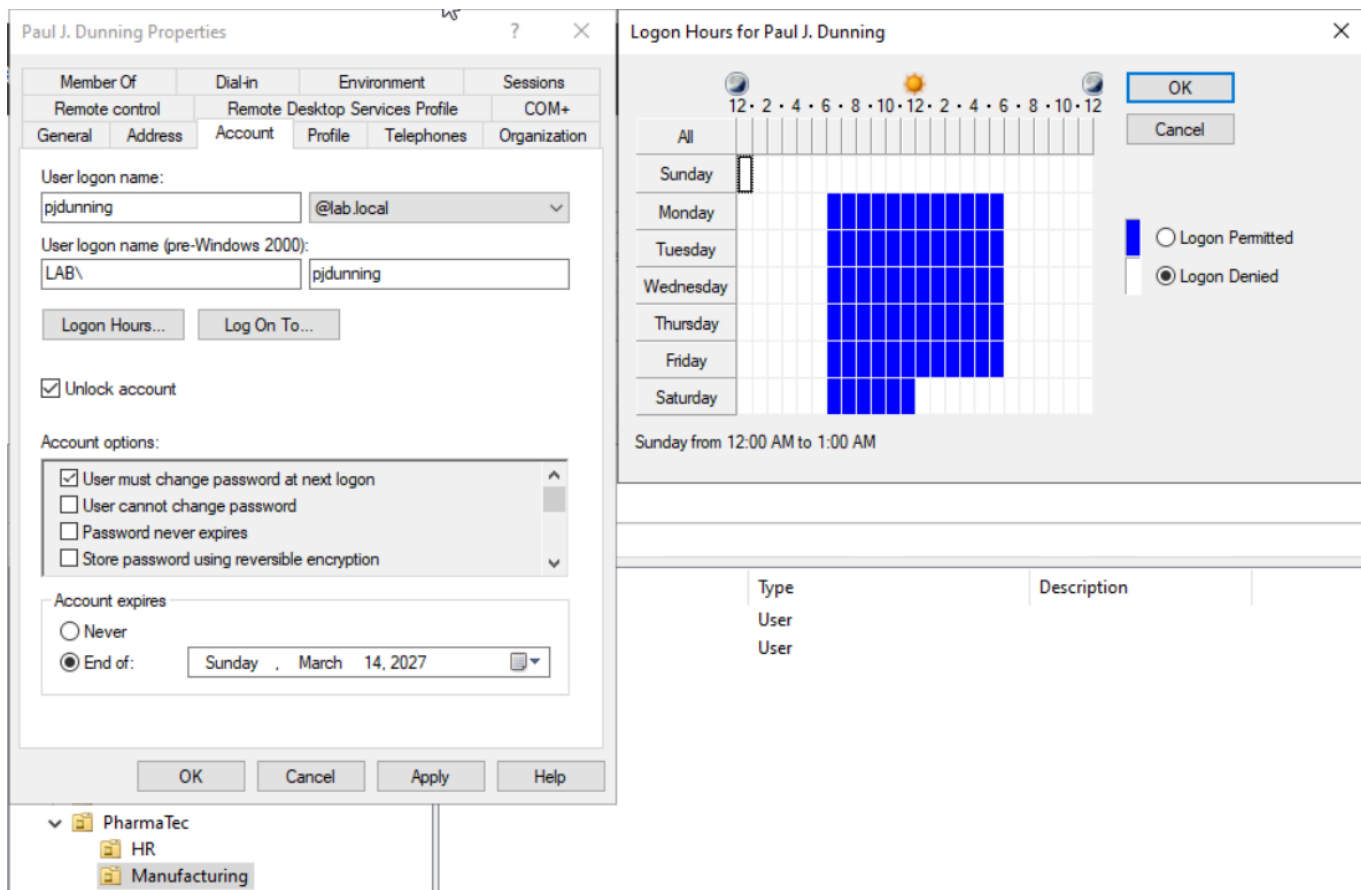 Paul J. Dunning Properties ?
Member Of Dial-in Environment Sessions
Remote control Remote Desktop Services Profile COM+
General Address Account Profile Telephones Organization
User logon name:
pjdunning @lab.local
User logon name (pre-Windows 2000):
LAB\ pjdunning
Logon Hours... Log On To...
Unlock account
Account options:
User must change password at next logon
User cannot change password
Password never expires
Store password using reversible encryption
Account expires
Never
End of: Sunday , March 14, 2027
OK Cancel Apply Help
Logon Hours for Paul J. Dunning
12 · 2 · 4 · 6 · 8 · 10 · 12 · 2 · 4 · 6 · 8 · 10 · 12
All
Sunday
Monday
Tuesday
Wednesday
Thursday
Friday
Saturday
OK
Cancel
Logon Permitted
Logon Denied
Sunday from 12:00 AM to 1:00 AM
Type Description
User
User
PharmaTec
HR
Manufacturing